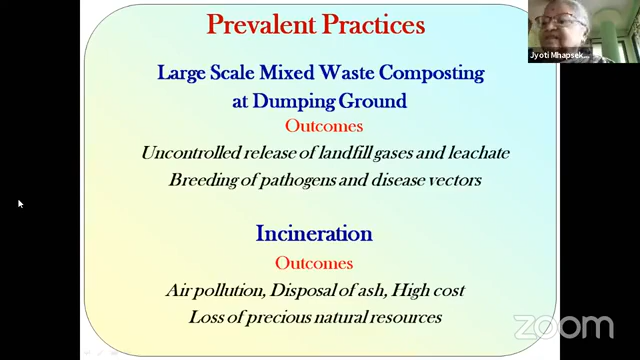 Prevalent Practices
Large Scale Mixed Waste Composting
at Dumping Ground
Outcomes
Uncontrolled release of landfill gases and leachate
Breeding of pathogens and disease vectors
Incineration
Outcomes
Air pollution, Disposal of ash, High cost
Loss of precious natural resources
Jyoti Mhapsek...
zoom